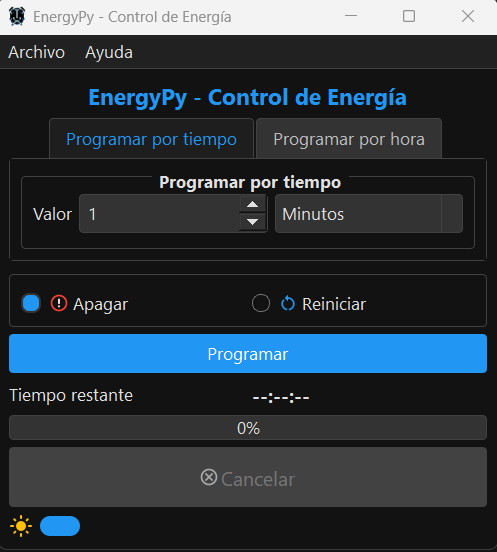 EnergyPy - Control de Energía
Archivo Ayuda
EnergyPy - Control de Energía
Programar por tiempo Programar por hora
Programar por tiempo
Valor 1 Minutos
Apagar Reiniciar
Programar
Tiempo restante --:--:--
0%
Cancelar